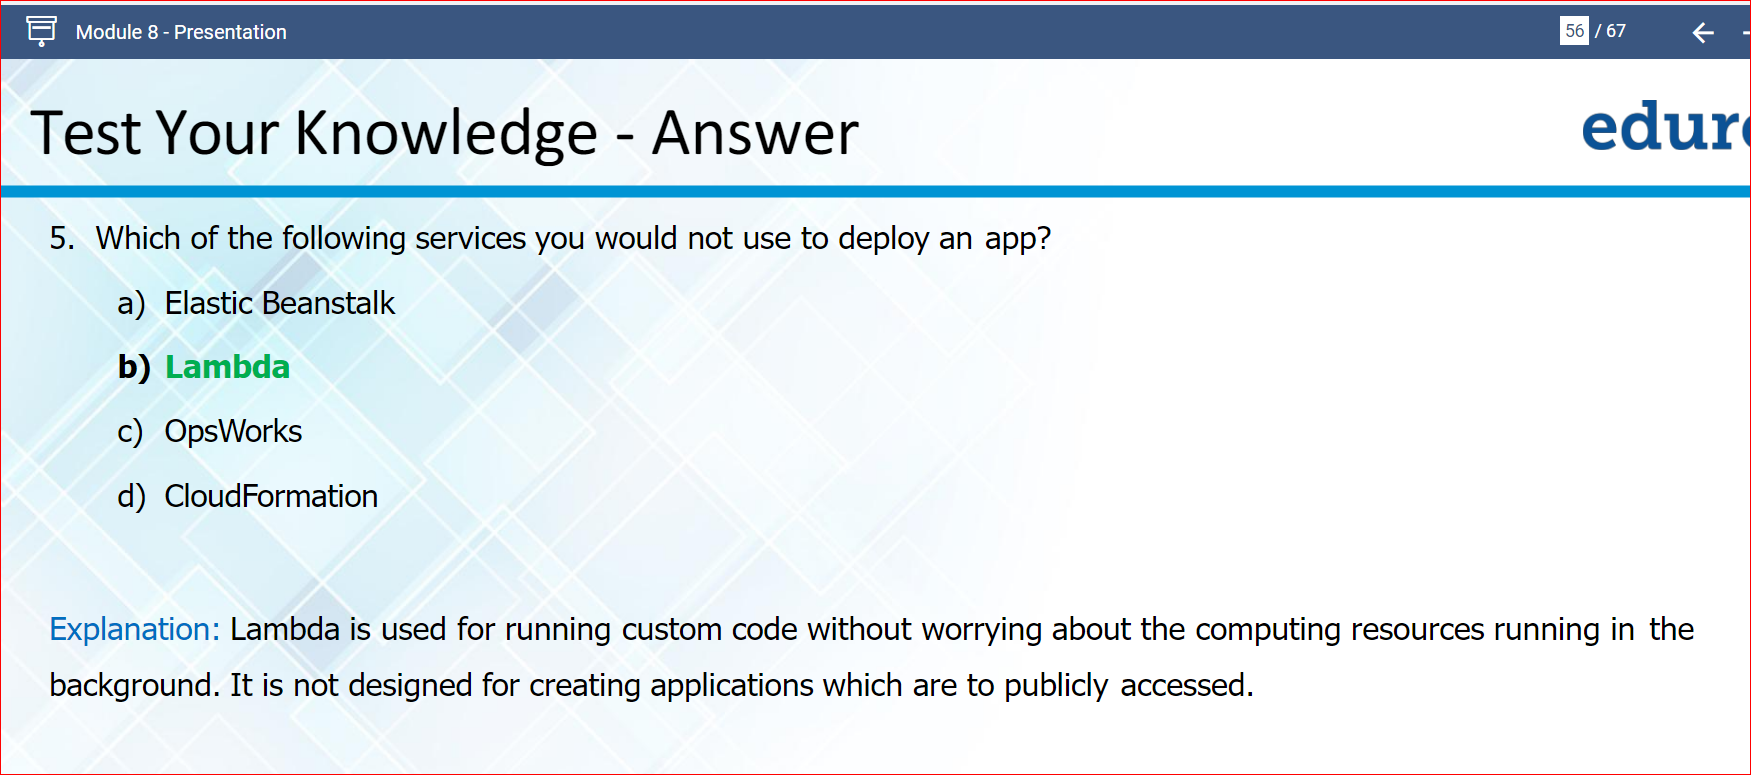 Module 8 - Presentation
56 / 67
Test Your Knowledge - Answer
5. Which of the following services you would not use to deploy an app?
a) Elastic Beanstalk
b) Lambda
c) OpsWorks
d) CloudFormation
Explanation: Lambda is used for running custom code without worrying about the computing resources running in the
background. It is not designed for creating applications which are to publicly accessed.